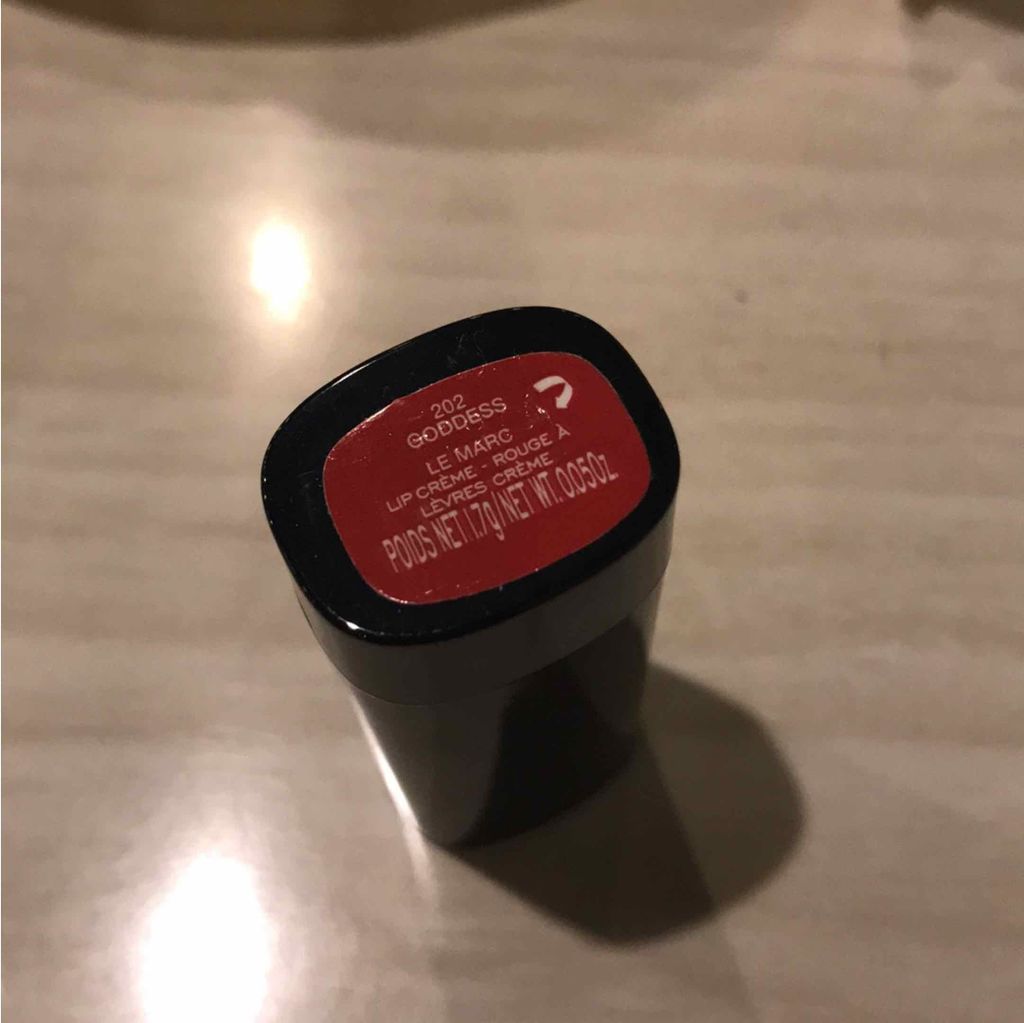 202
GODDESS
LE MARC
LIP CRÈME - ROUGE À
LÈVRES CRÈME
POIDS NET 1.7g/NET WT. 0.05OZ